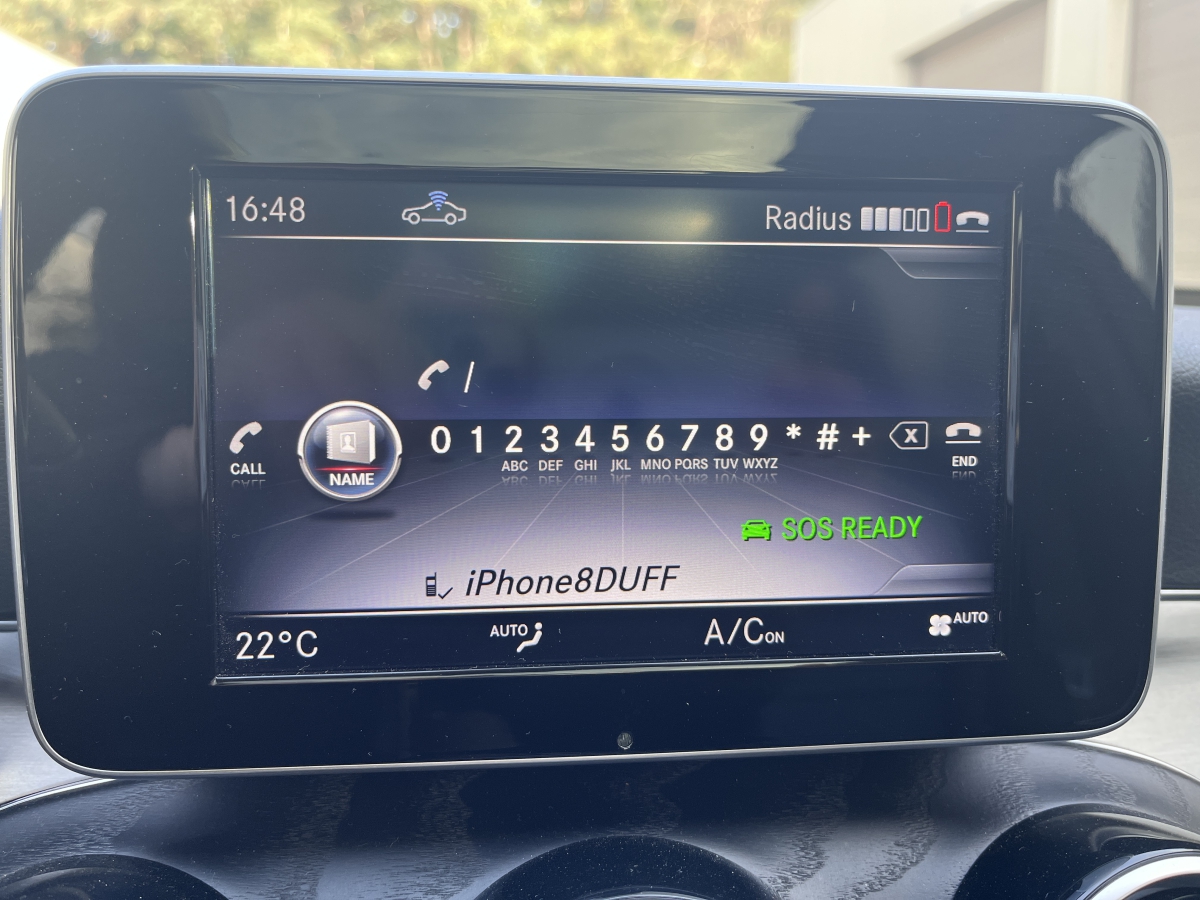 16:48
Radius
/
CALL
NAME
0 1 2 3 4 5 6 7 8 9 * # + X
ABC DEF GHI JKL MNO PQRS TUV WXYZ
END
SOS READY
iPhone8DUFF
22°C
AUTO
A/C ON
AUTO